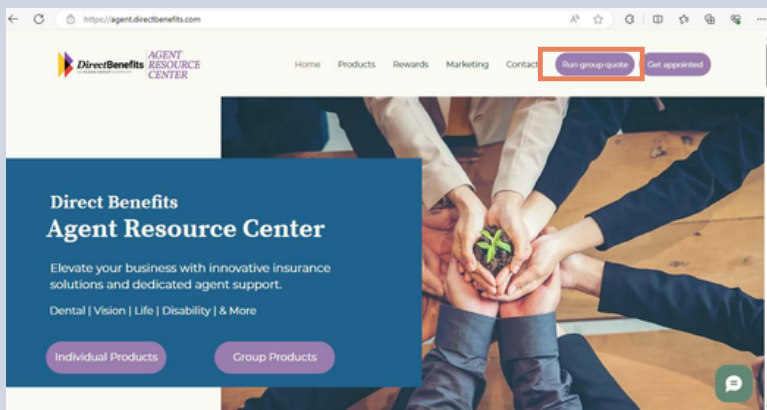 https://agent.directbenefits.com
DirectBenefits
AGENT
RESOURCE
CENTER
Home Products Rewards Marketing Contact Run group quote Get appointed
Direct Benefits
Agent Resource Center
Elevate your business with innovative insurance
solutions and dedicated agent support.
Dental | Vision | Life | Disability | & More
Individual Products Group Products